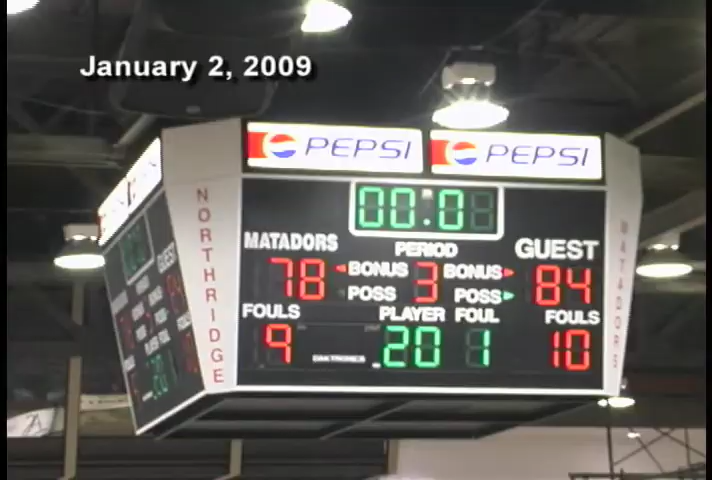 January 2, 2009
PEPSI PEPSI
NORTHRIDGE
MATADORS
00.0
MATADORS PERIOD GUEST
78 BONUS 3 BONUS 84
POSS POSS
FOULS PLAYER FOUL FOULS
9 20 1 10
DAKTRONICS